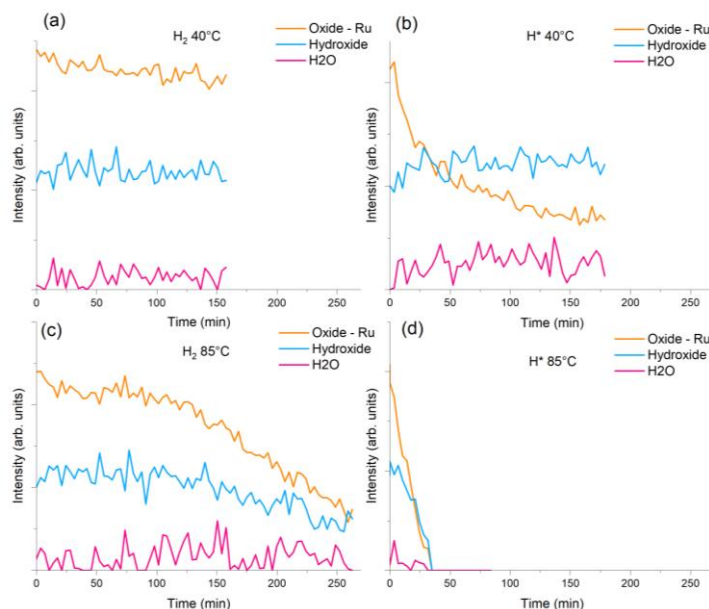 (a)
H₂ 40°C
Oxide - Ru
Hydroxide
H2O
Intensity (arb. units)
0 50 100 150 200 250
Time (min)
(b)
H* 40°C
Oxide - Ru
Hydroxide
H2O
Intensity (arb. units)
0 50 100 150 200 250
Time (min)
(c)
H₂ 85°C
Oxide - Ru
Hydroxide
H2O
Intensity (arb. units)
0 50 100 150 200 250
Time (min)
(d)
H* 85°C
Oxide - Ru
Hydroxide
H2O
Intensity (arb. units)
0 50 100 150 200 250
Time (min)